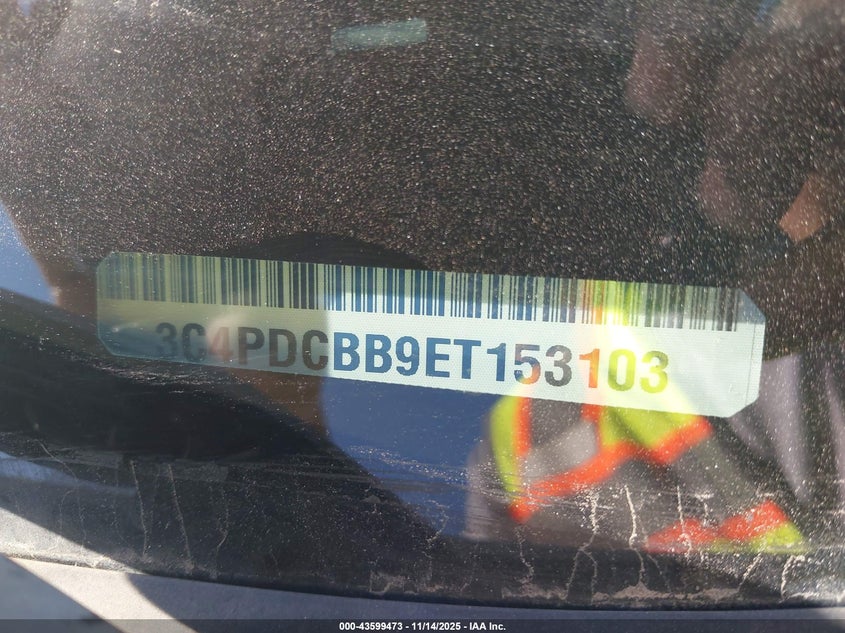 3C4PDCBB9ET153103
000-43599473 - 11/14/2025 - IAA Inc.